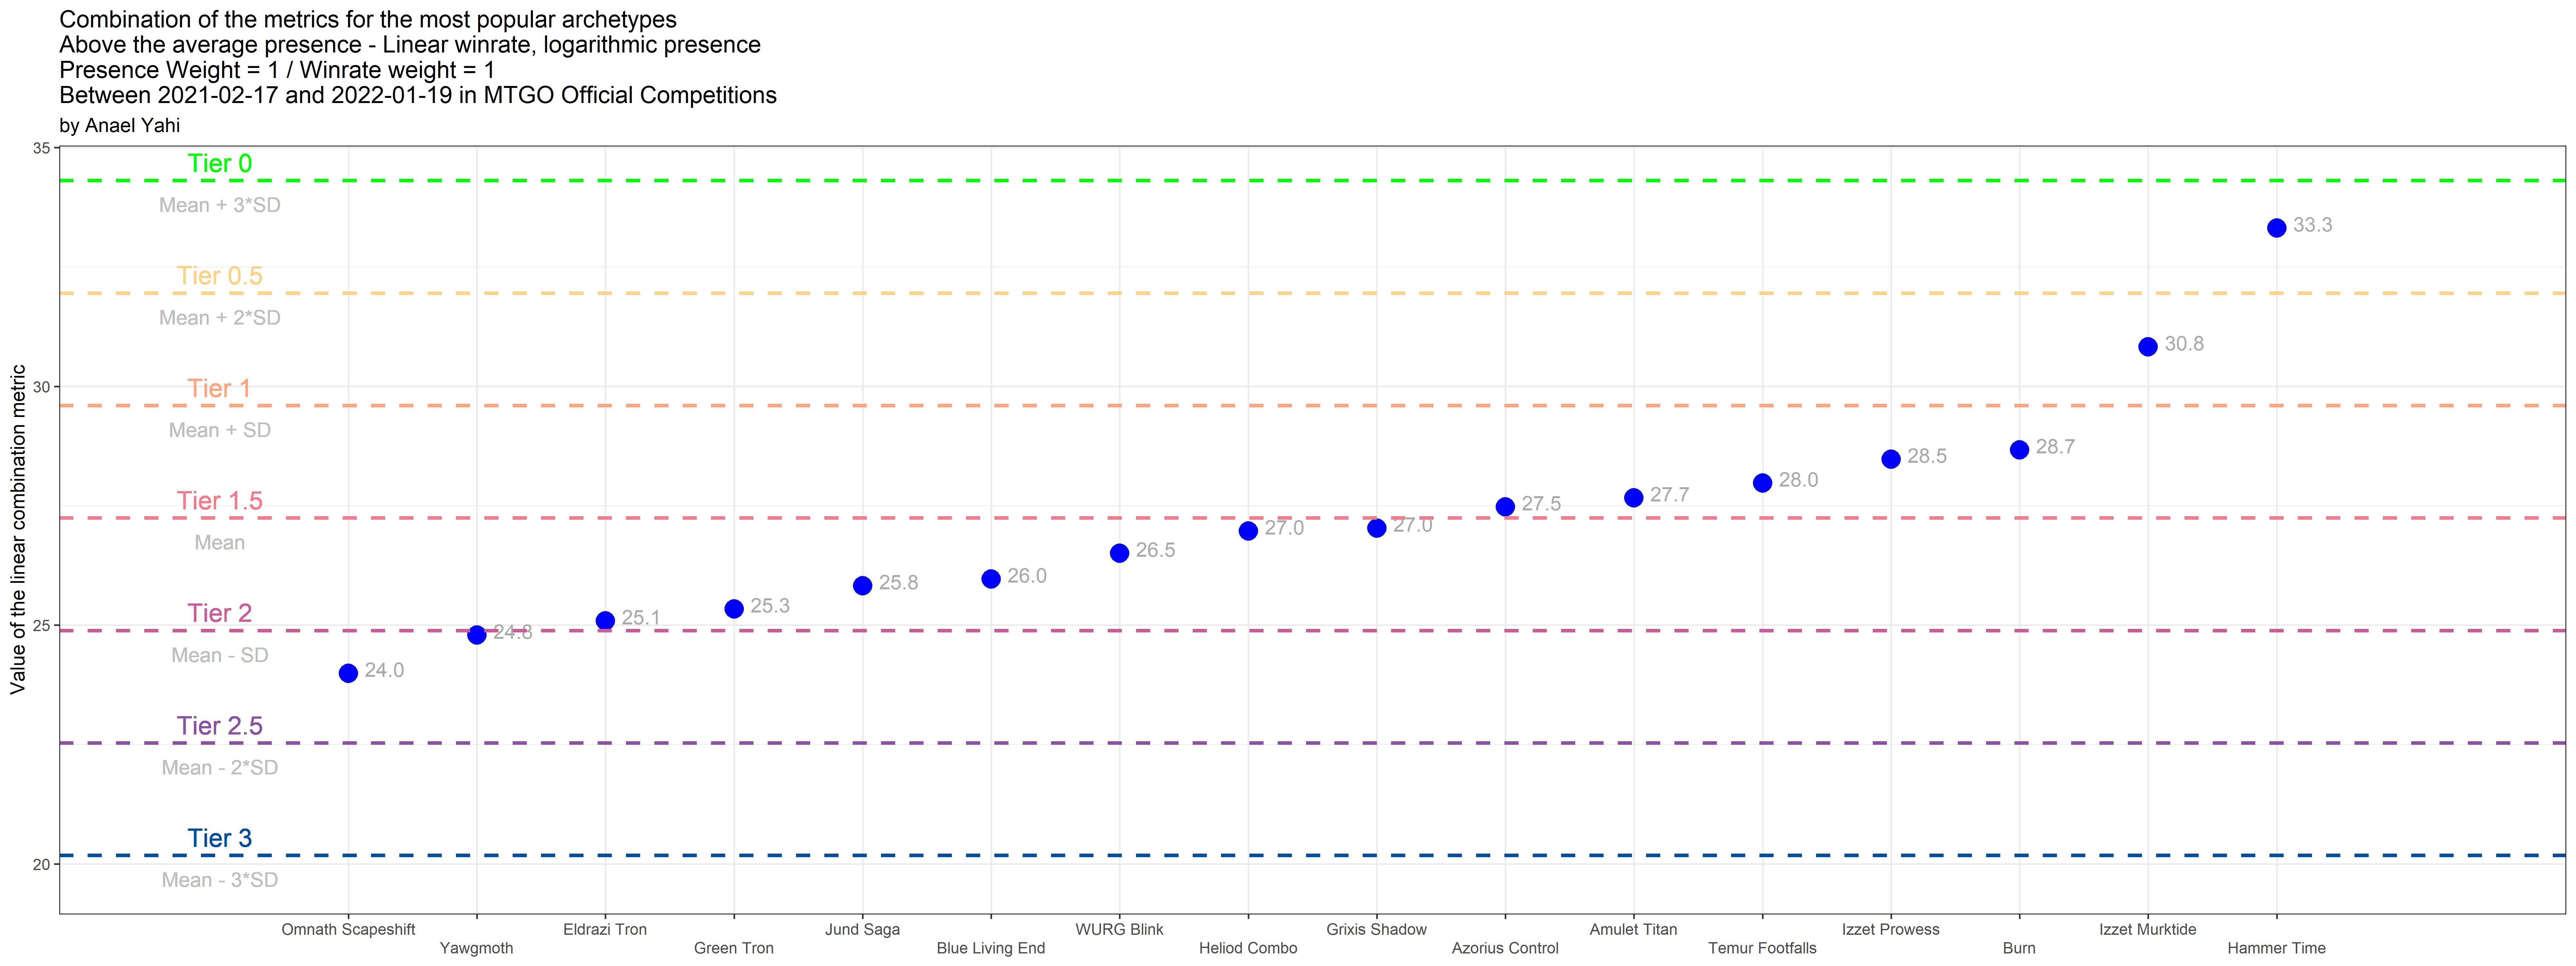 Combination of the metrics for the most popular archetypes
Above the average presence - Linear winrate, logarithmic presence
Presence Weight = 1 / Winrate weight = 1
Between 2021-02-17 and 2022-01-19 in MTGO Official Competitions
by Anael Yahi
Value of the linear combination metric
35
30
25
20
Tier 0
Mean + 3*SD
Tier 0.5
Mean + 2*SD
Tier 1
Mean + SD
Tier 1.5
Mean
Tier 2
Mean - SD
Tier 2.5
Mean - 2*SD
Tier 3
Mean - 3*SD
24.0
24.8
25.1
25.3
25.8
26.0
26.5
27.0
27.0
27.5
27.7
28.0
28.5
28.7
30.8
33.3
Omnath Scapeshift
Yawgmoth
Eldrazi Tron
Green Tron
Jund Saga
Blue Living End
WURG Blink
Heliod Combo
Grixis Shadow
Azorius Control
Amulet Titan
Temur Footfalls
Izzet Prowess
Burn
Izzet Murktide
Hammer Time